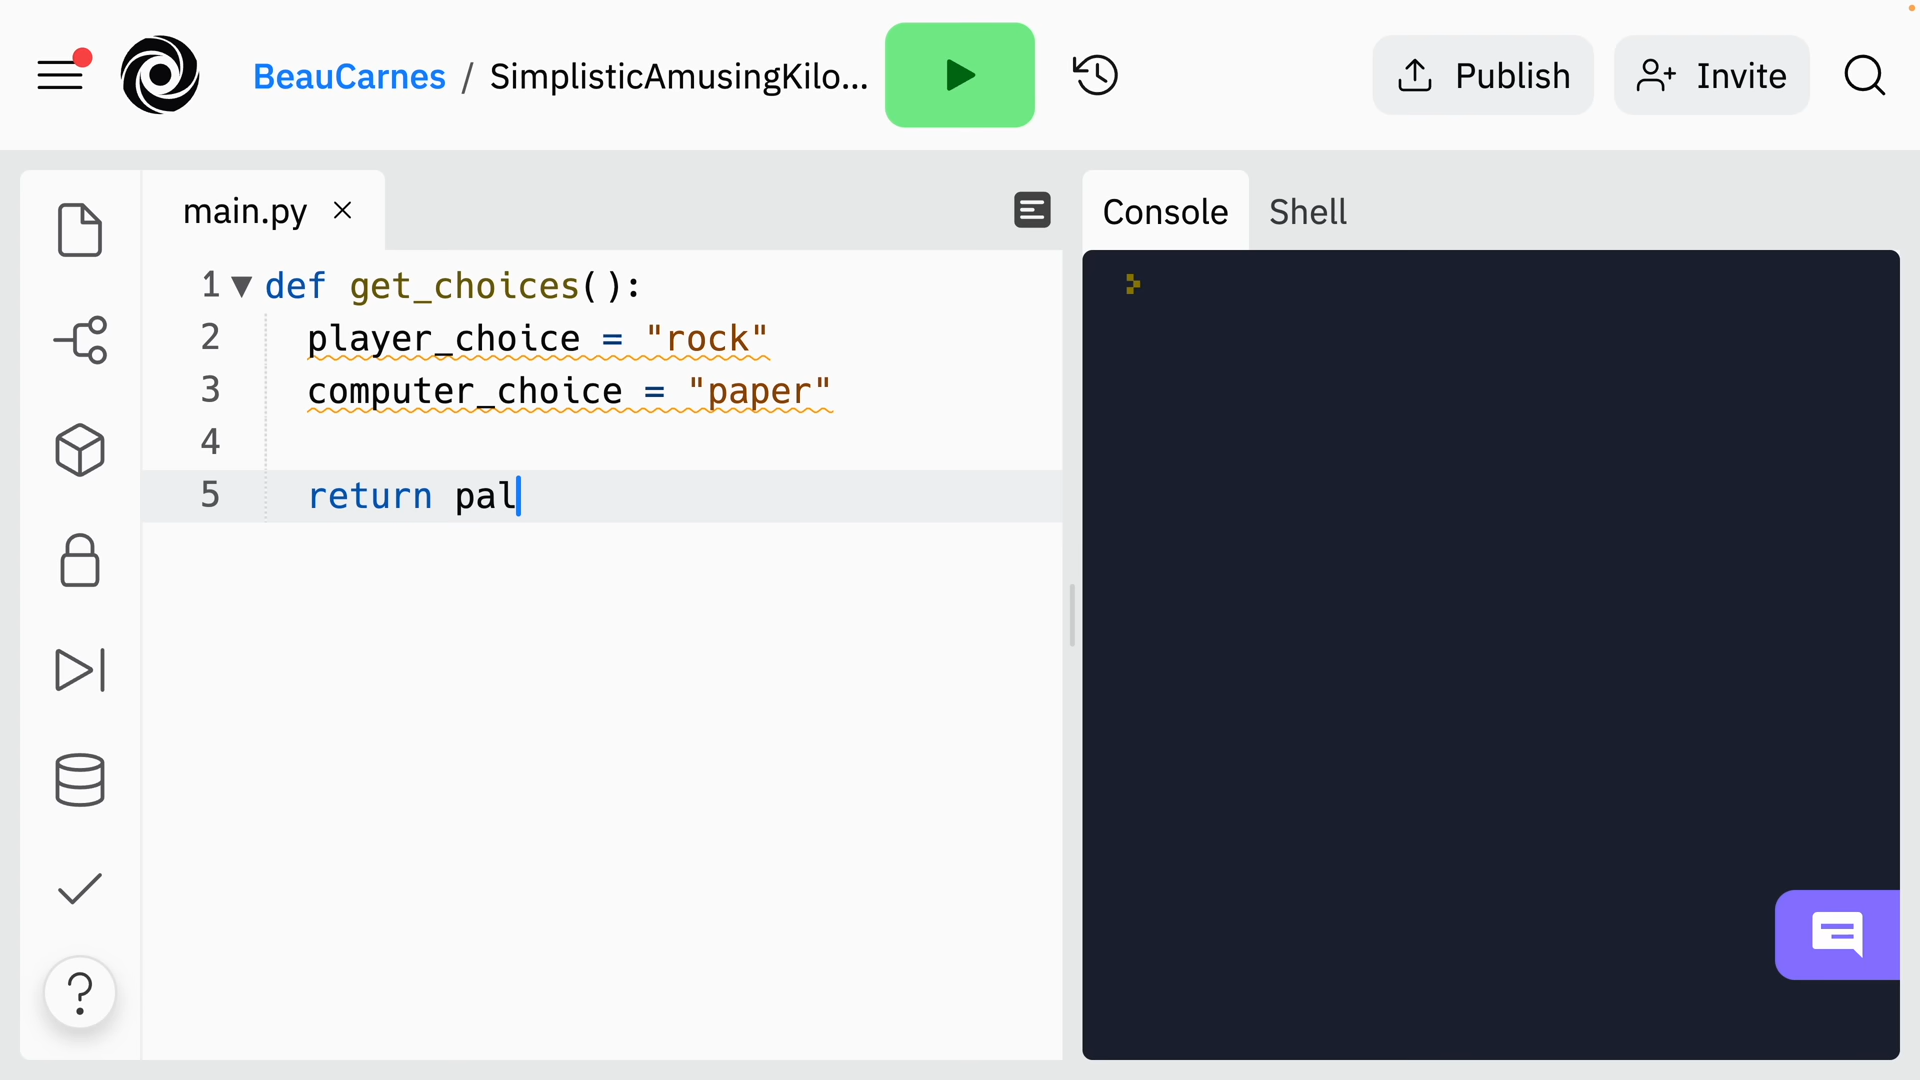 BeauCarnes / SimplisticAmusingKilo...
Publish
Invite
main.py
Console
Shell
1 def get_choices():
2 player_choice = "rock"
3 computer_choice = "paper"
4
5 return pal
?